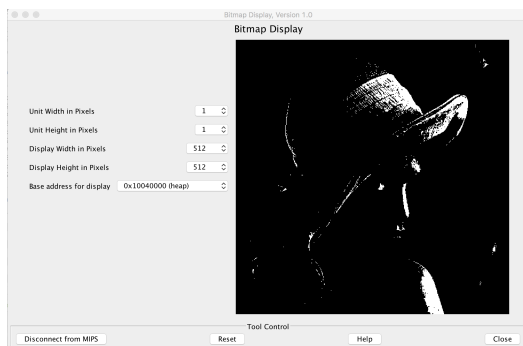 Bitmap Display, Version 1.0
Bitmap Display
Unit Width in Pixels 1
Unit Height in Pixels 1
Display Width in Pixels 512
Display Height in Pixels 512
Base address for display 0x10040000 (heap)
Tool Control
Disconnect from MIPS Reset Help Close